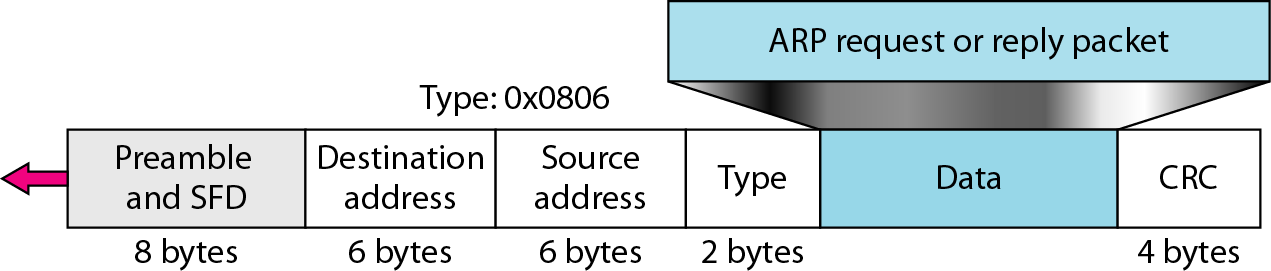 ARP request or reply packet
Type: 0x0806
Preamble
and SFD
Destination
address
Source
address
Type
Data
CRC
8 bytes
6 bytes
6 bytes
2 bytes
4 bytes